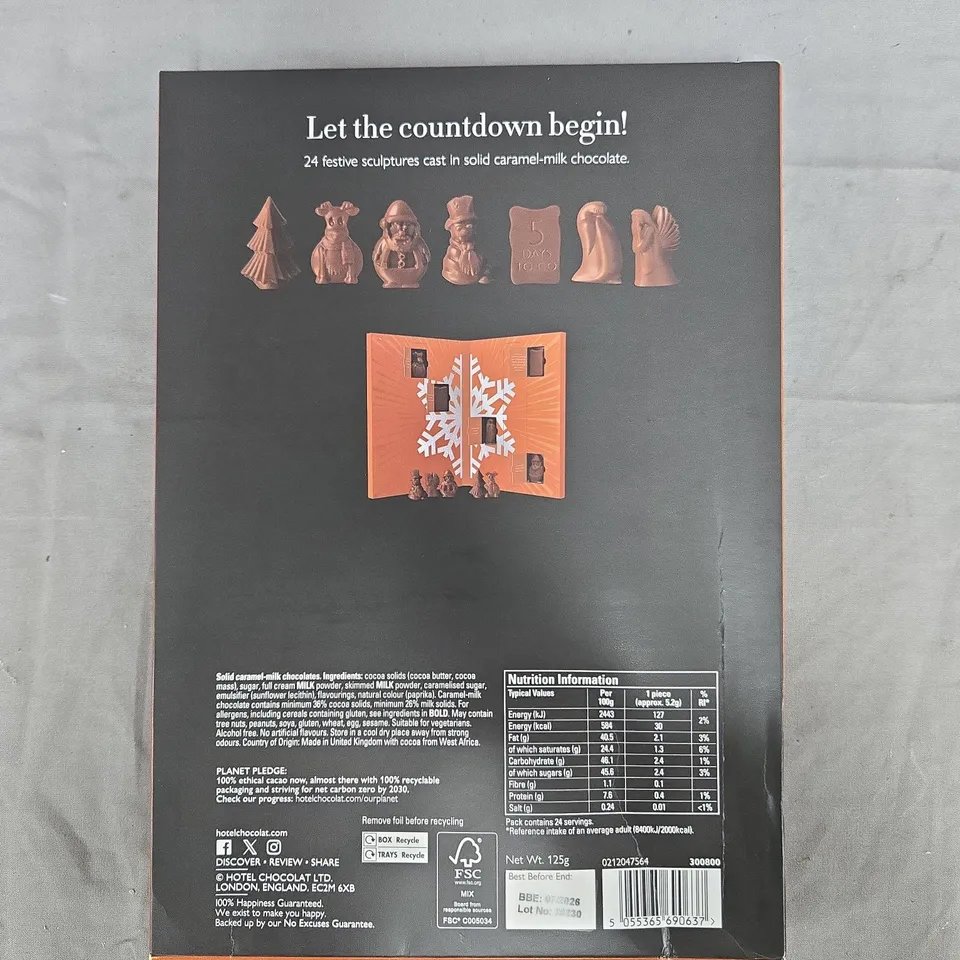 Let the countdown begin!
24 festive sculptures cast in solid caramel-milk chocolate.
5
DAYS
TO GO
Solid caramel-milk chocolates. Ingredients: cocoa solids (cocoa butter, cocoa
mass), sugar, full cream MILK powder, skimmed MILK powder, caramelised sugar,
emulsifier (sunflower lecithin), flavourings, natural colour (paprika). Caramel-milk
chocolate contains minimum 36% cocoa solids, minimum 26% milk solids. For
allergens, including cereals containing gluten, see ingredients in BOLD. May contain
tree nuts, peanuts, soya, gluten, wheat, egg, sesame. Suitable for vegetarians.
Alcohol free. No artificial flavours. Store in a cool dry place away from strong
odours. Country of Origin: Made in United Kingdom with cocoa from West Africa.
PLANET PLEDGE:
100% ethical cacao now, almost there with 100% recyclable
packaging and striving for net carbon zero by 2030.
Check our progress: hotelchocolat.com/ourplanet
Nutrition Information
Typical Values Per 100g 1 piece (approx. 5.2g) % RI*
Energy (kJ) 2443 127 2%
Energy (kcal) 584 30
Fat (g) 40.5 2.1 3%
of which saturates (g) 24.4 1.3 6%
Carbohydrate (g) 46.1 2.4 1%
of which sugars (g) 45.6 2.4 3%
Fibre (g) 1.1 0.1
Protein (g) 7.6 0.4 1%
Salt (g) 0.24 0.01 <1%
Pack contains 24 servings.
*Reference intake of an average adult (8400kJ/2000kcal).
Remove foil before recycling
BOX Recycle
TRAYS Recycle
hotelchocolat.com
DISCOVER • REVIEW • SHARE
© HOTEL CHOCOLAT LTD.
LONDON, ENGLAND. EC2M 6XB
100% Happiness Guaranteed.
We exist to make you happy.
Backed up by our No Excuses Guarantee.
FSC
www.fsc.org
MIX
Board from
responsible sources
FSC® C005034
Net Wt. 125g
0212047564 300800
Best Before End:
BBE: 07/2026
Lot No:
5 055365 690637 >